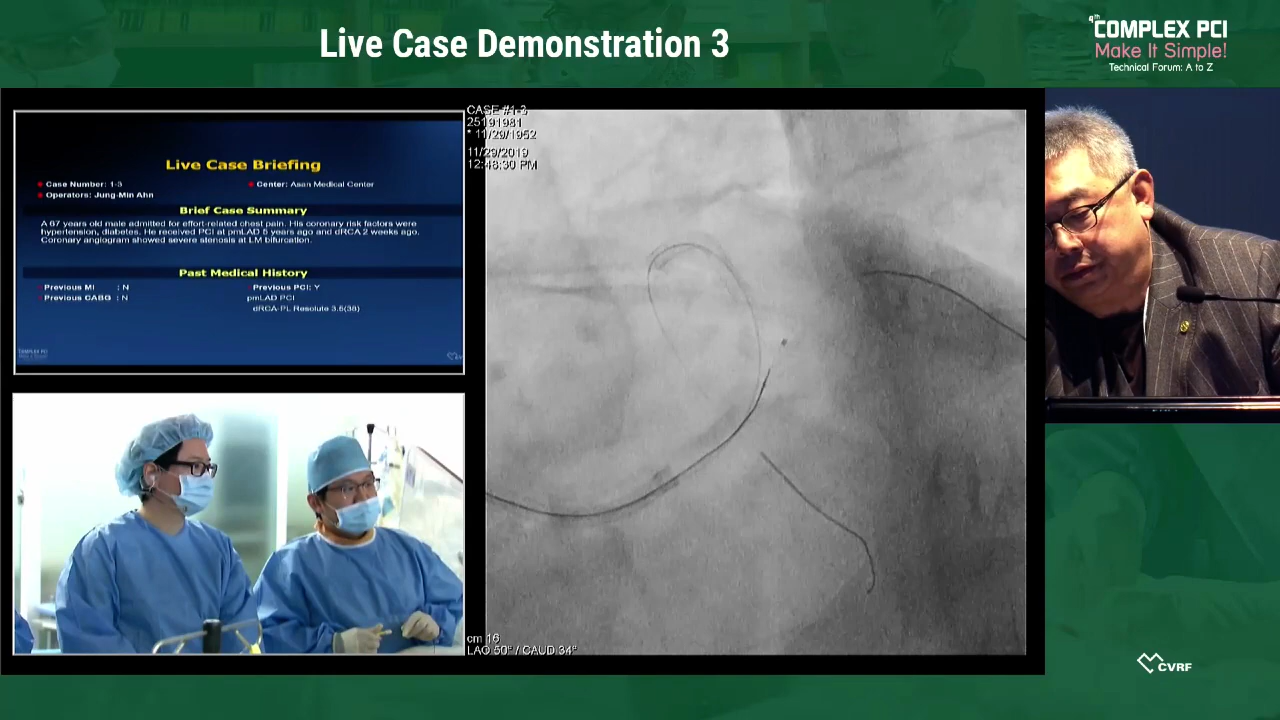 Live Case Demonstration 3
9th COMPLEX PCI
Make It Simple!
Technical Forum: A to Z
Live Case Briefing
Case Number: 1-3
Center: Asan Medical Center
Operators: Jung-Min Ahn
Brief Case Summary
A 67 years old male admitted for effort-related chest pain. His coronary risk factors were
hypertension, diabetes. He received PCI at pmLAD 5 years ago and dRCA 2 weeks ago.
Coronary angiogram showed severe stenosis at LM bifurcation.
Past Medical History
Previous MI : N
Previous PCI: Y
Previous CABG : N
pmLAD PCI
dRCA-PL Resolute 3.5(38)
CASE #1-3
25191981
* 11/29/1952
11/29/2019
12:48:30 PM
cm 16
LAO 50° / CAUD 34°
CVRF